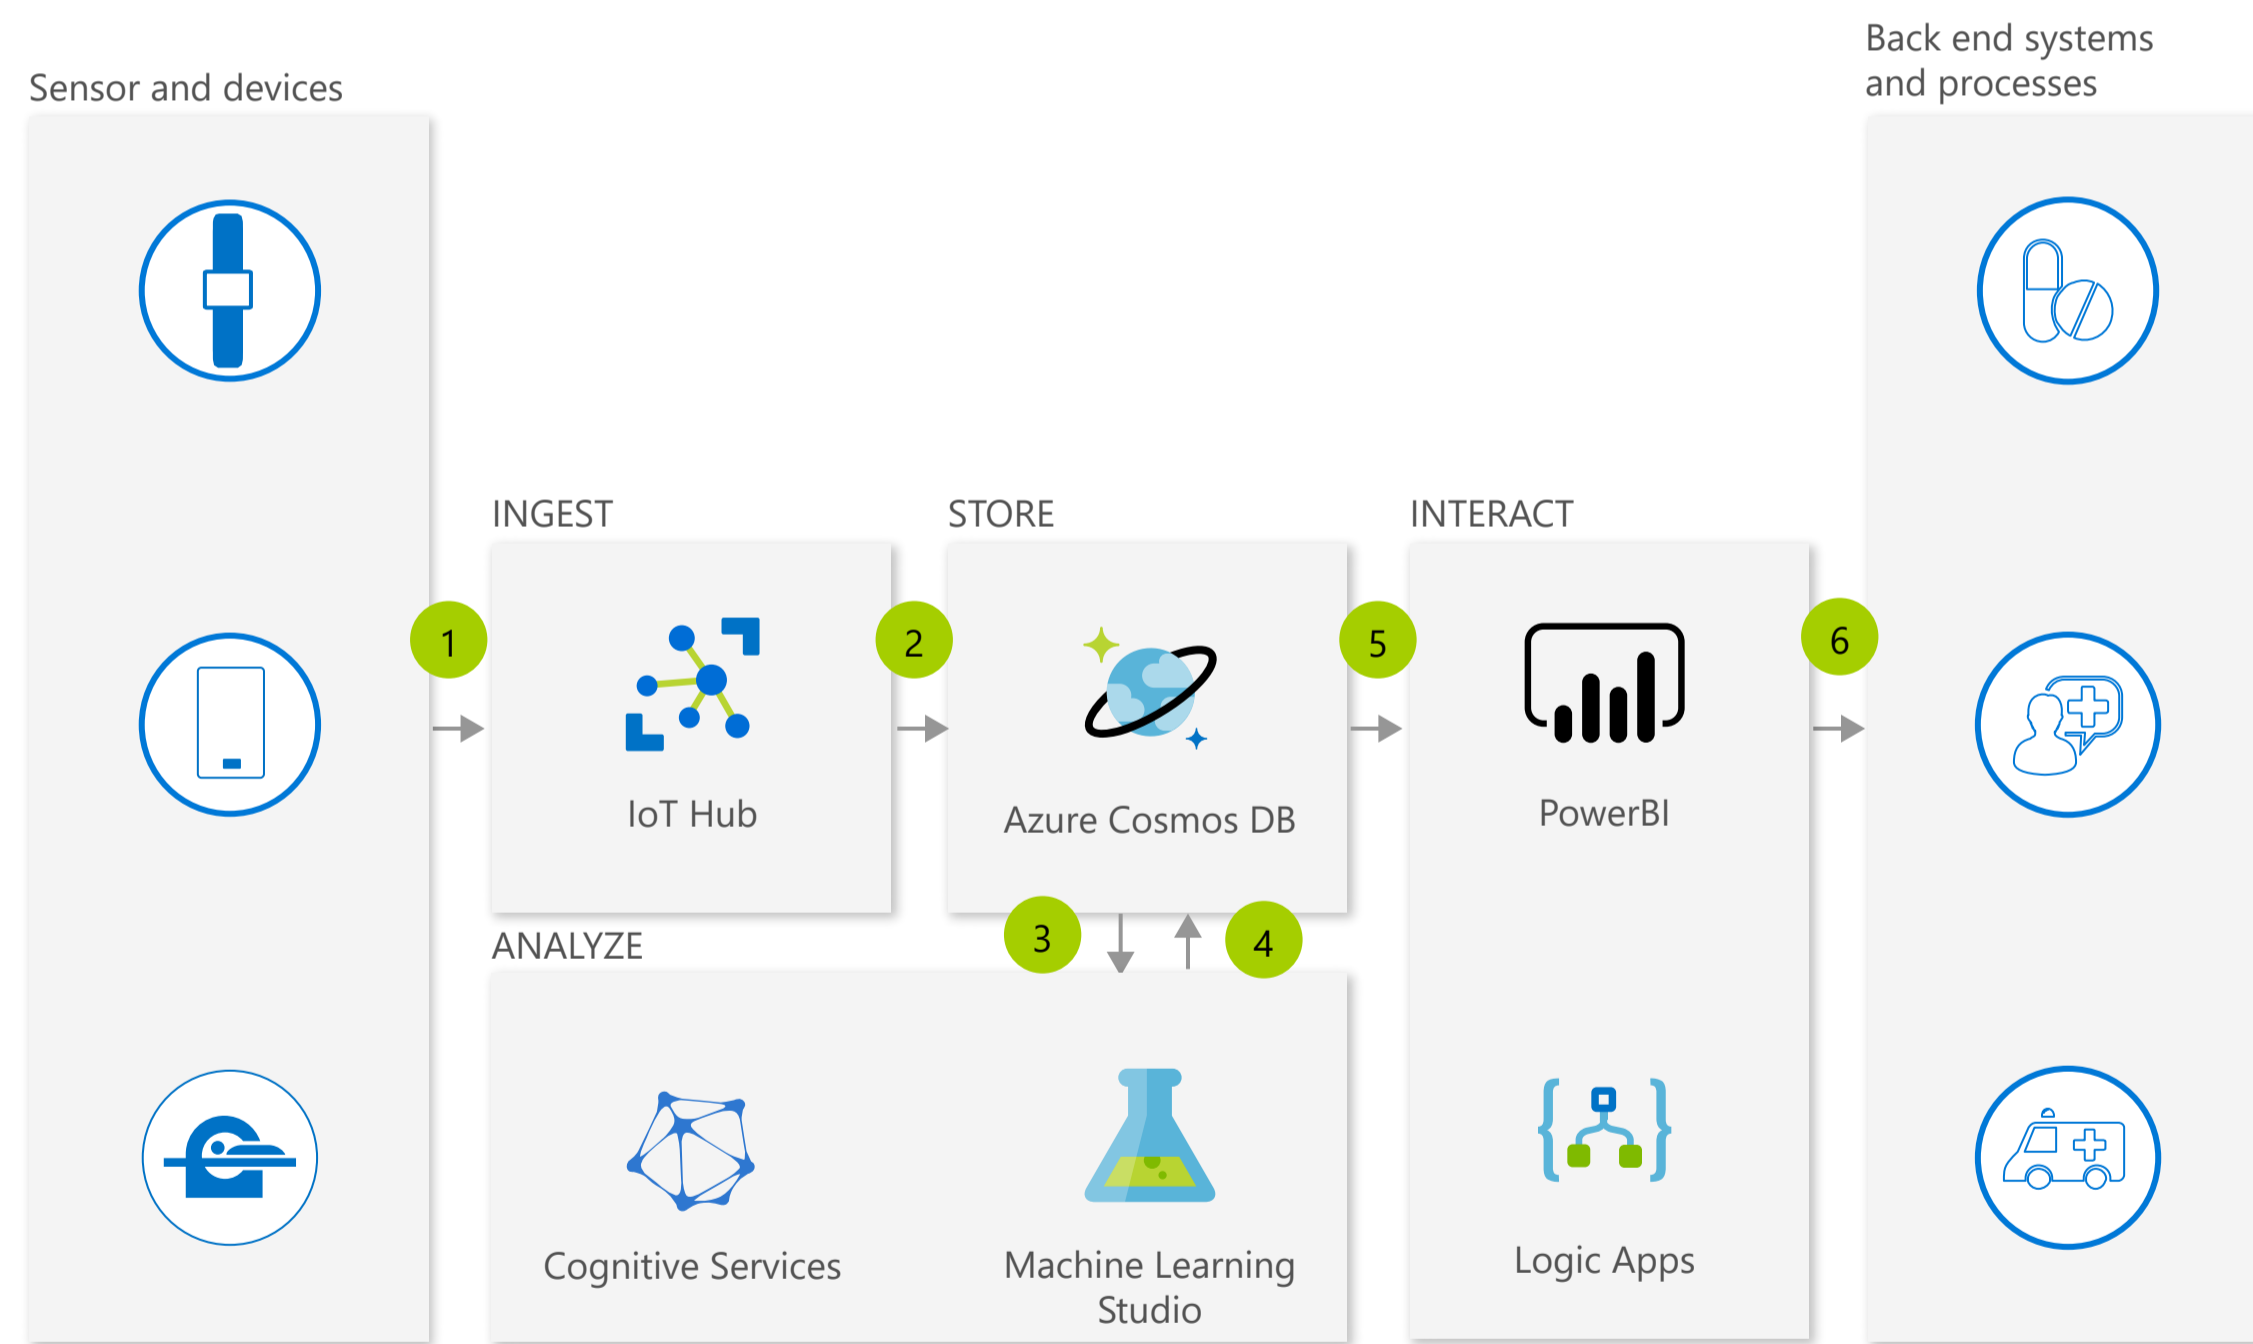 Sensor and devices
Back end systems
and processes
INGEST
STORE
INTERACT
1
2
5
6
IoT Hub
Azure Cosmos DB
PowerBI
ANALYZE
3
4
Cognitive Services
Machine Learning
Studio
Logic Apps